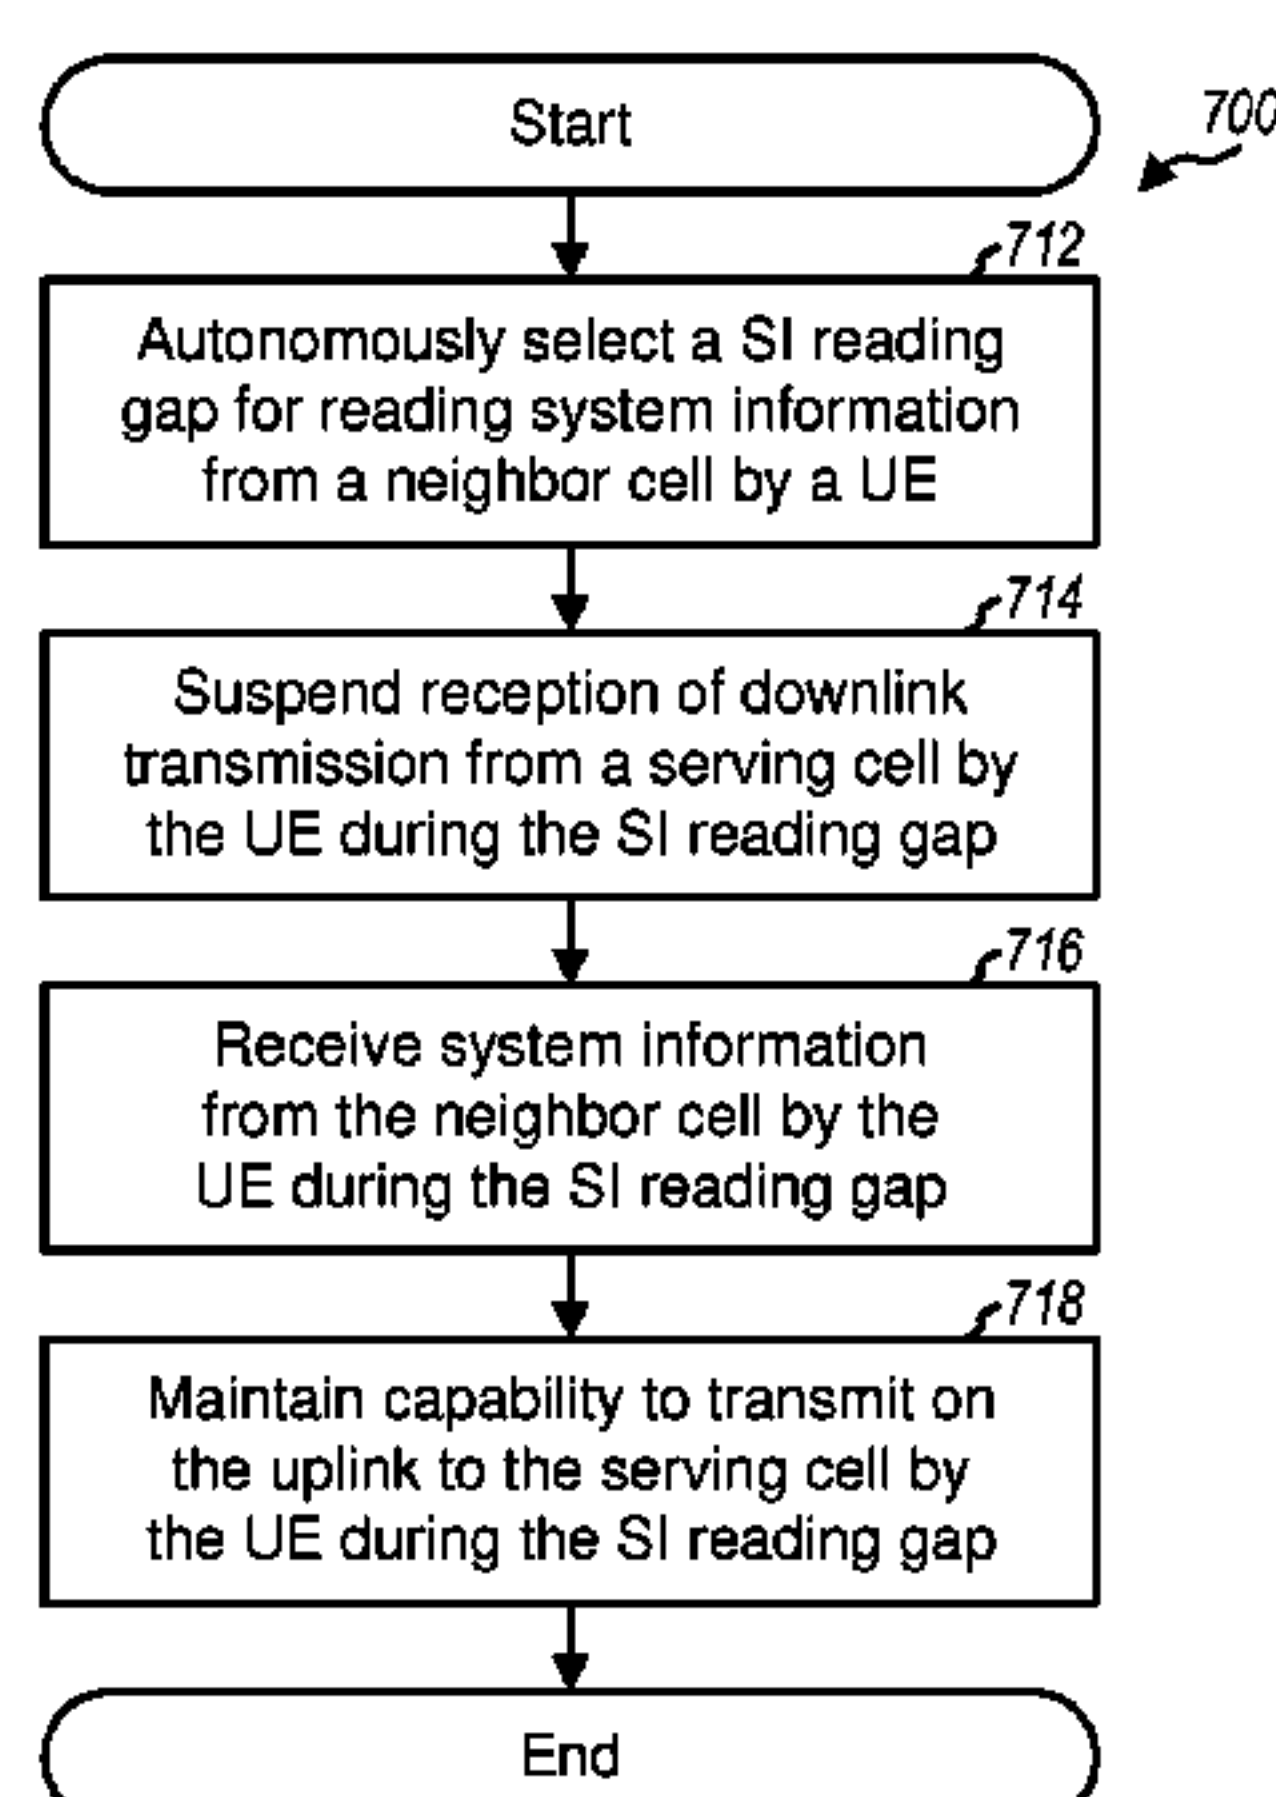 Start
700
712
Autonomously select a SI reading
gap for reading system information
from a neighbor cell by a UE
714
Suspend reception of downlink
transmission from a serving cell by
the UE during the SI reading gap
716
Receive system information
from the neighbor cell by the
UE during the SI reading gap
718
Maintain capability to transmit on
the uplink to the serving cell by
the UE during the SI reading gap
End